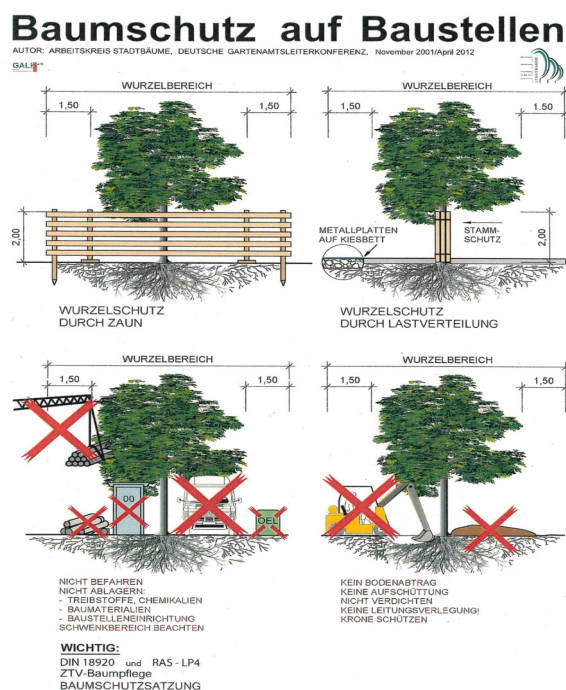 Baumschutz auf Baustellen
AUTOR: ARBEITSKREIS STADTBÄUME, DEUTSCHE GARTENAMTSLEITERKONFERENZ, November 2001/April 2012
GALK
WURZELBEREICH
1,50
1,50
2,00
WURZELSCHUTZ
DURCH ZAUN
WURZELBEREICH
1,50
1.50
METALLPLATTEN
AUF KIESBETT
STAMM-
SCHUTZ
2,00
WURZELSCHUTZ
DURCH LASTVERTEILUNG
WURZELBEREICH
1,50
1,50
00
OEL
NICHT BEFAHREN
NICHT ABLAGERN:
- TREIBSTOFFE, CHEMIKALIEN
- BAUMATERIALIEN
- BAUSTELLENEINRICHTUNG
SCHWENKBEREICH BEACHTEN
WURZELBEREICH
1,50
1,50
KEIN BODENABTRAG
KEINE AUFSCHÜTTUNG
NICHT VERDICHTEN
KEINE LEITUNGSVERLEGUNG!
KRONE SCHÜTZEN
WICHTIG:
DIN 18920 und RAS - LP4
ZTV-Baumpflege
BAUMSCHUTZSATZUNG